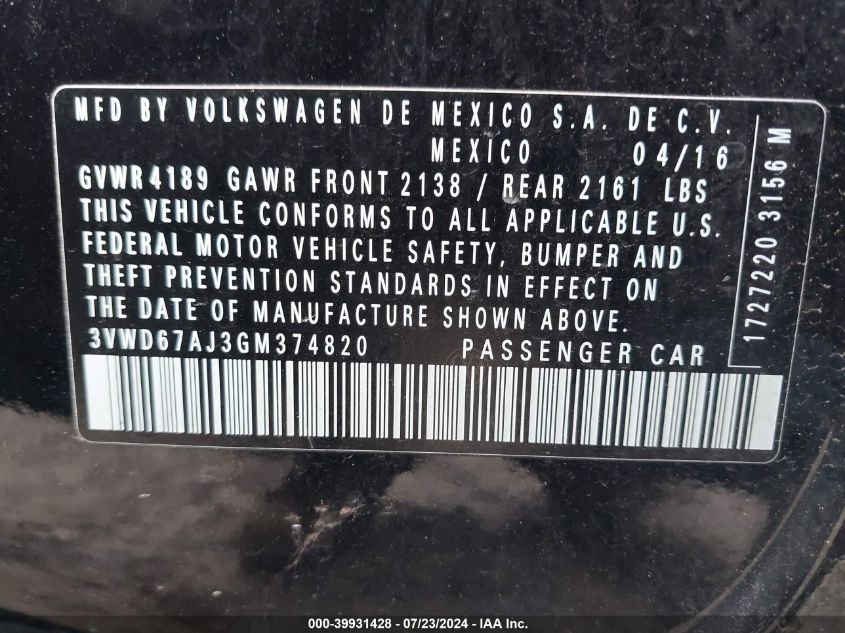 MFD BY VOLKSWAGEN DE MEXICO S.A. DE C.V.
MEXICO 04/16
GVWR 4189 GAWR FRONT 2138 / REAR 2161 LBS
THIS VEHICLE CONFORMS TO ALL APPLICABLE U.S.
FEDERAL MOTOR VEHICLE SAFETY, BUMPER AND
THEFT PREVENTION STANDARDS IN EFFECT ON
THE DATE OF MANUFACTURE SHOWN ABOVE.
3VWD67AJ3GM374820 PASSENGER CAR
1727220 3156 M
000-39931428 - 07/23/2024 - IAA Inc.